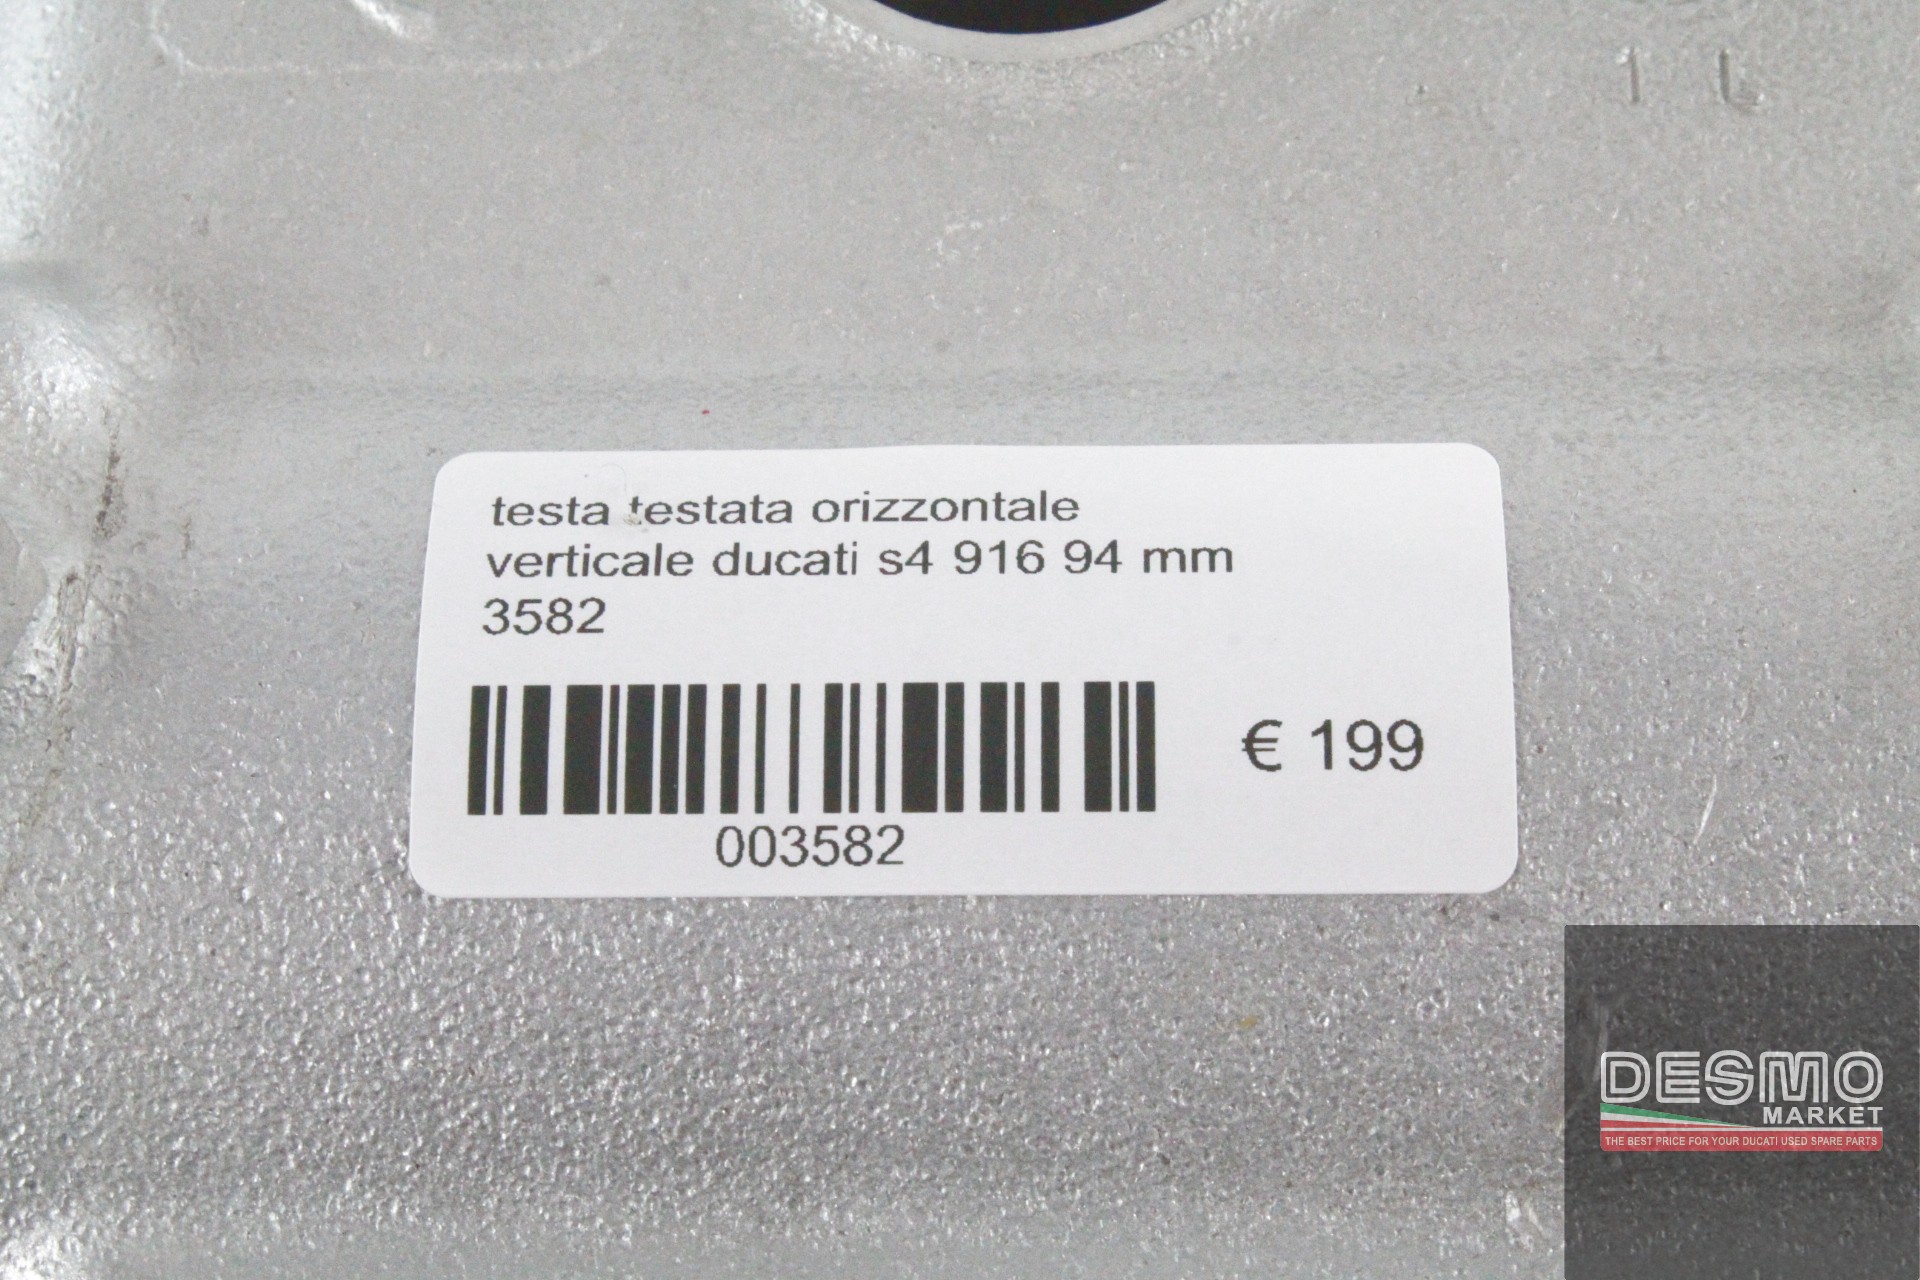 testa testata orizzontale
verticale ducati s4 916 94 mm
3582
€ 199
003582
DESMO
MARKET
THE BEST PRICE FOR YOUR DUCATI USED SPARE PARTS